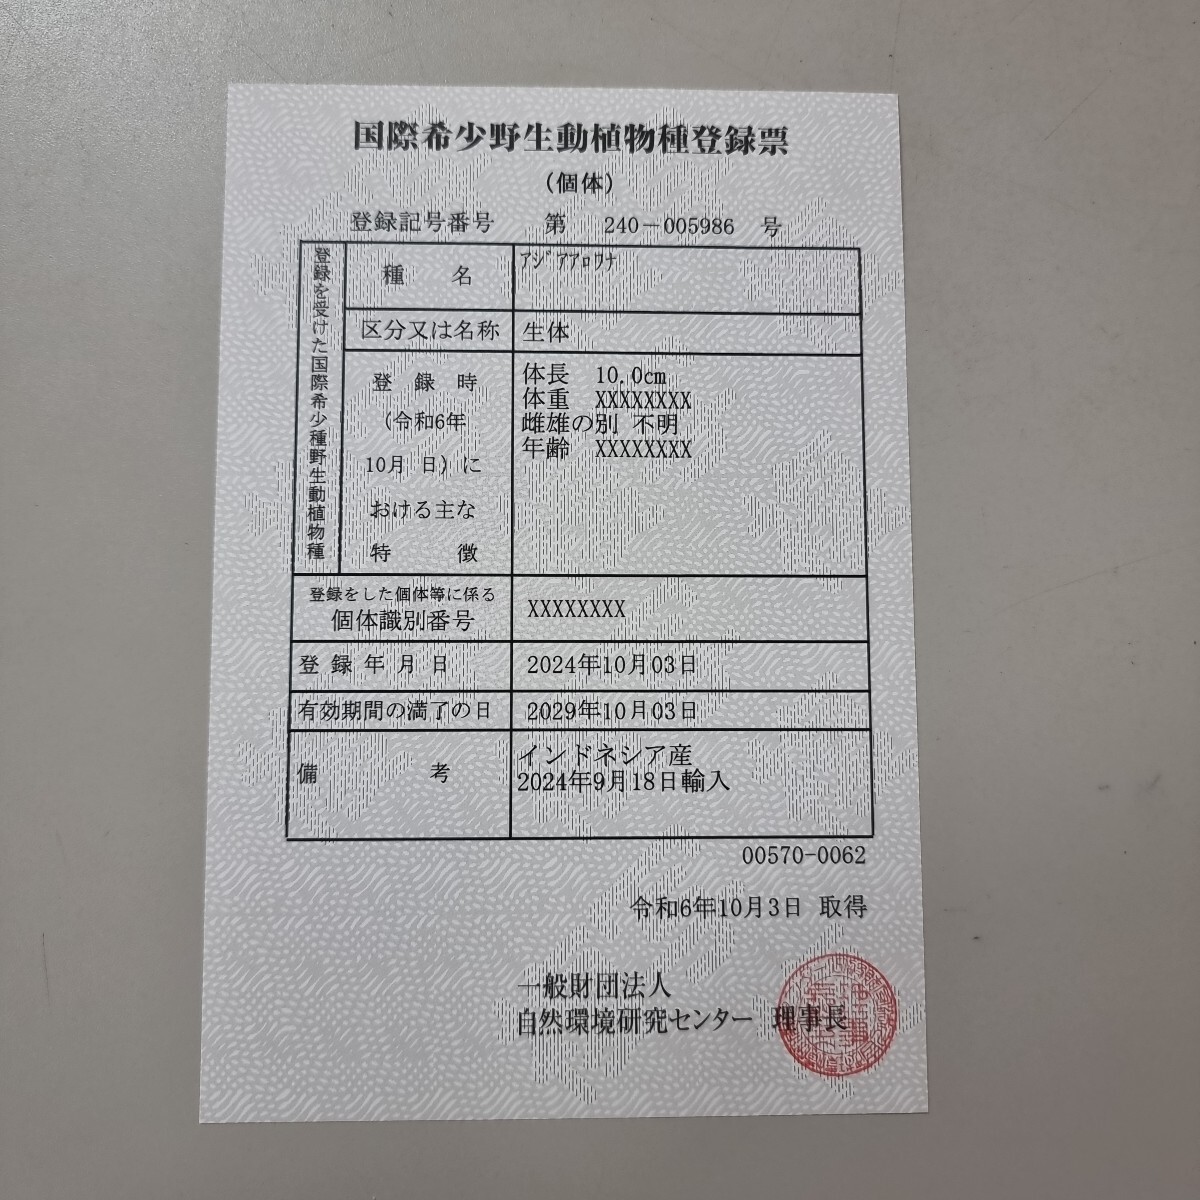 国際希少野生動植物種登録票
(個体)
登録記号番号 第 240-005986 号
登録を受けた国際希少種野生動植物種
種 名 ｱｼﾞｱｱﾛﾜﾅ
区分又は名称 生体
登 録 時
(令和6年
10月 日)に
おける主な
特 徴
体長 10.0cm
体重 XXXXXXXX
雌雄の別 不明
年齢 XXXXXXXX
登録をした個体等に係る
個体識別番号 XXXXXXXX
登録年月日 2024年10月03日
有効期間の満了の日 2029年10月03日
備 考
インドネシア産
2024年9月18日輸入
00570-0062
令和6年10月3日 取得
一般財団法人
自然環境研究センター 理事長